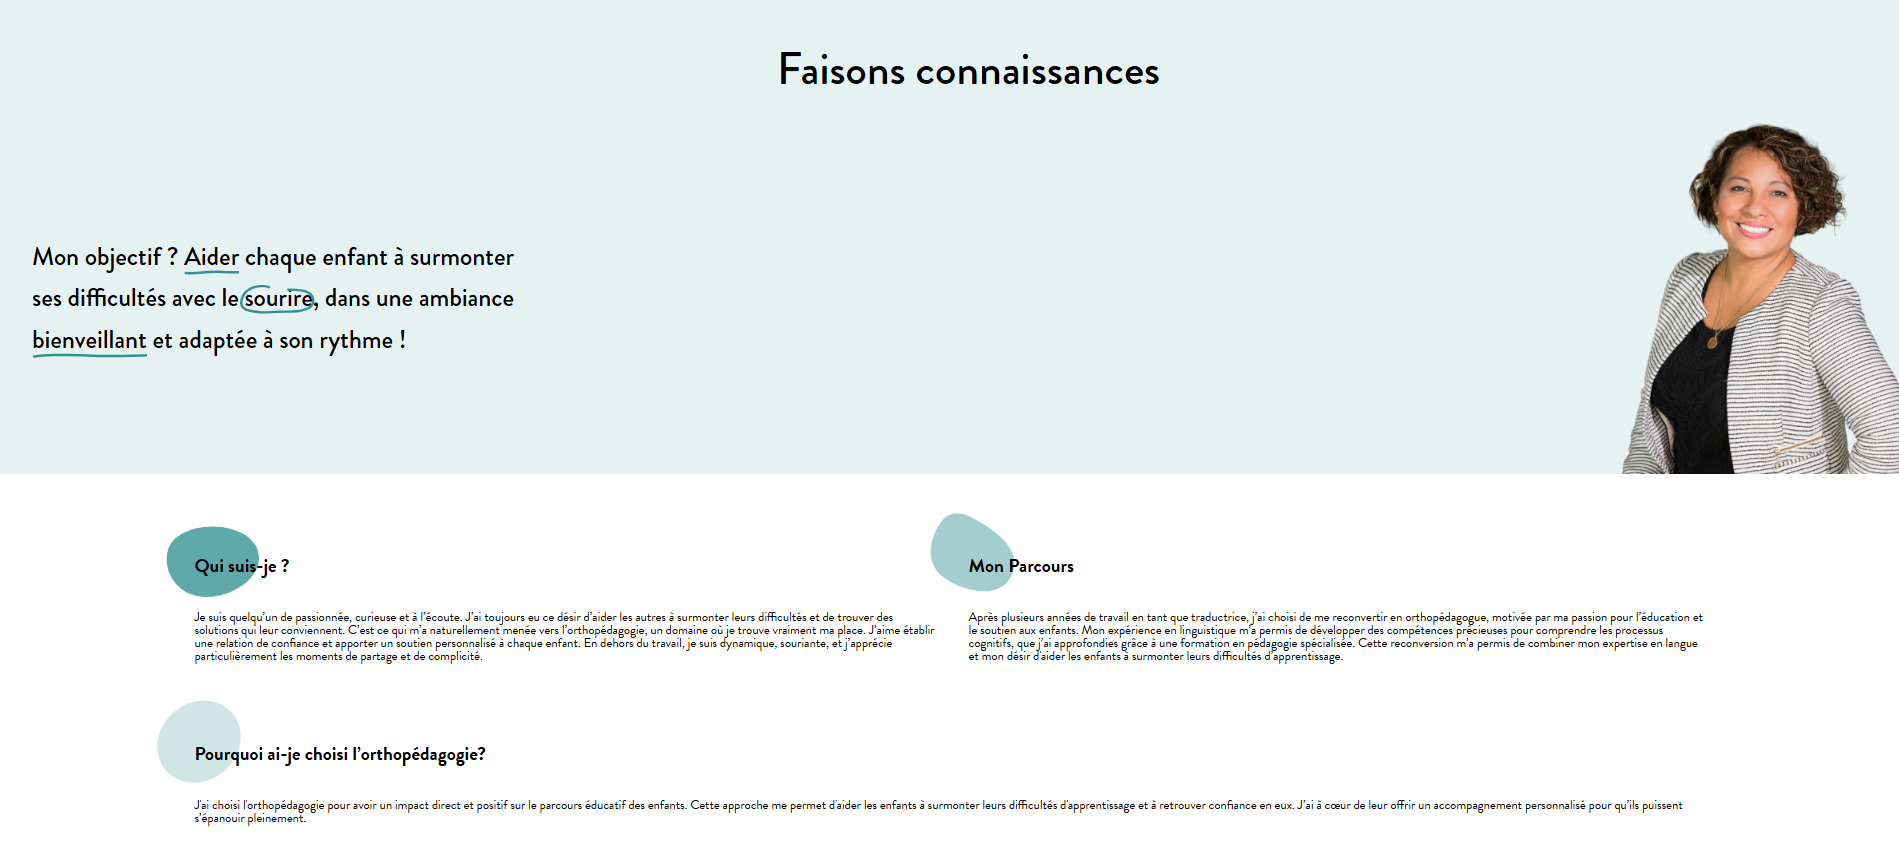 Faisons connaissances
Mon objectif ? Aider chaque enfant à surmonter
ses difficultés avec le sourire, dans une ambiance
bienveillant et adaptée à son rythme !
Qui suis-je ?
Je suis quelqu'un de passionnée, curieuse et à l'écoute. J'ai toujours eu ce désir d'aider les autres à surmonter leurs difficultés et de trouver des
solutions qui leur conviennent. C'est ce qui m'a naturellement menée vers l'orthopédagogie, un domaine où je trouve vraiment ma place. J'aime établir
une relation de confiance et apporter un soutien personnalisé à chaque enfant. En dehors du travail, je suis dynamique, souriante, et j'apprécie
particulièrement les moments de partage et de complicité.
Mon Parcours
Après plusieurs années de travail en tant que traductrice, j'ai choisi de me reconvertir en orthopédagogue, motivée par ma passion pour l'éducation et
le soutien aux enfants. Mon expérience en linguistique m'a permis de développer des compétences précieuses pour comprendre les processus
cognitifs, que j'ai approfondies grâce à une formation en pédagogie spécialisée. Cette reconversion m'a permis de combiner mon expertise en langue
et mon désir d'aider les enfants à surmonter leurs difficultés d'apprentissage.
Pourquoi ai-je choisi l'orthopédagogie?
J'ai choisi l'orthopédagogie pour avoir un impact direct et positif sur le parcours éducatif des enfants. Cette approche me permet d'aider les enfants à surmonter leurs difficultés d'apprentissage et à retrouver confiance en eux. J'ai à cœur de leur offrir un accompagnement personnalisé pour qu'ils puissent
s'épanouir pleinement.